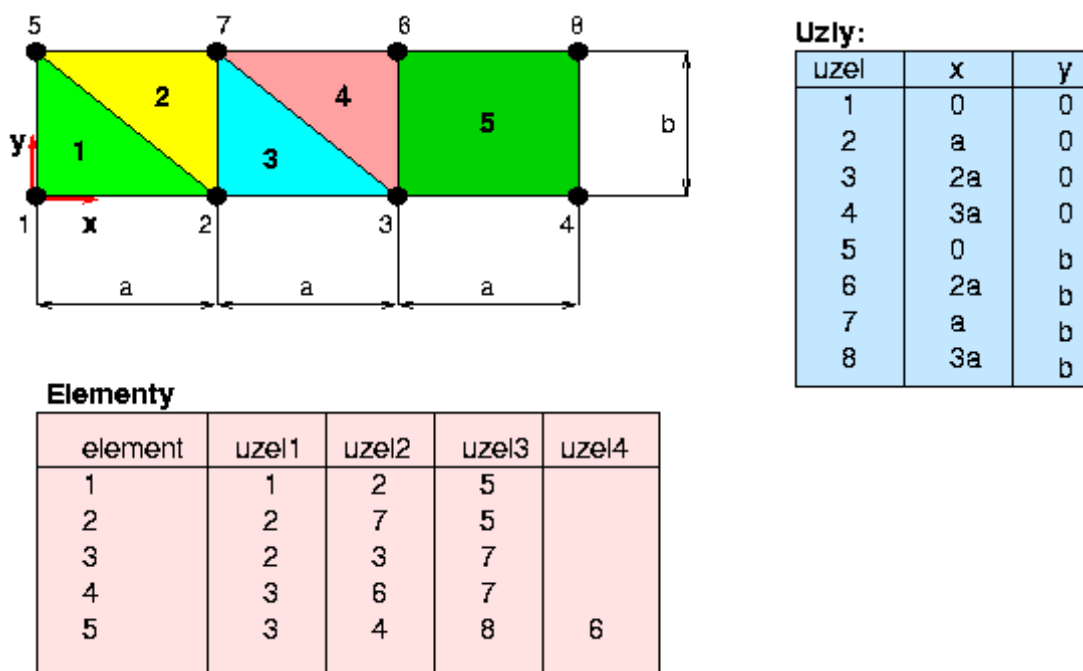 5 7 6 8
2 4 5 b
y 1 3
1 x 2 3 4
a a a
Uzly:
uzel x y
1 0 0
2 a 0
3 2a 0
4 3a 0
5 0 b
6 2a b
7 a b
8 3a b
Elementy
element uzel1 uzel2 uzel3 uzel4
1 1 2 5
2 2 7 5
3 2 3 7
4 3 6 7
5 3 4 8 6